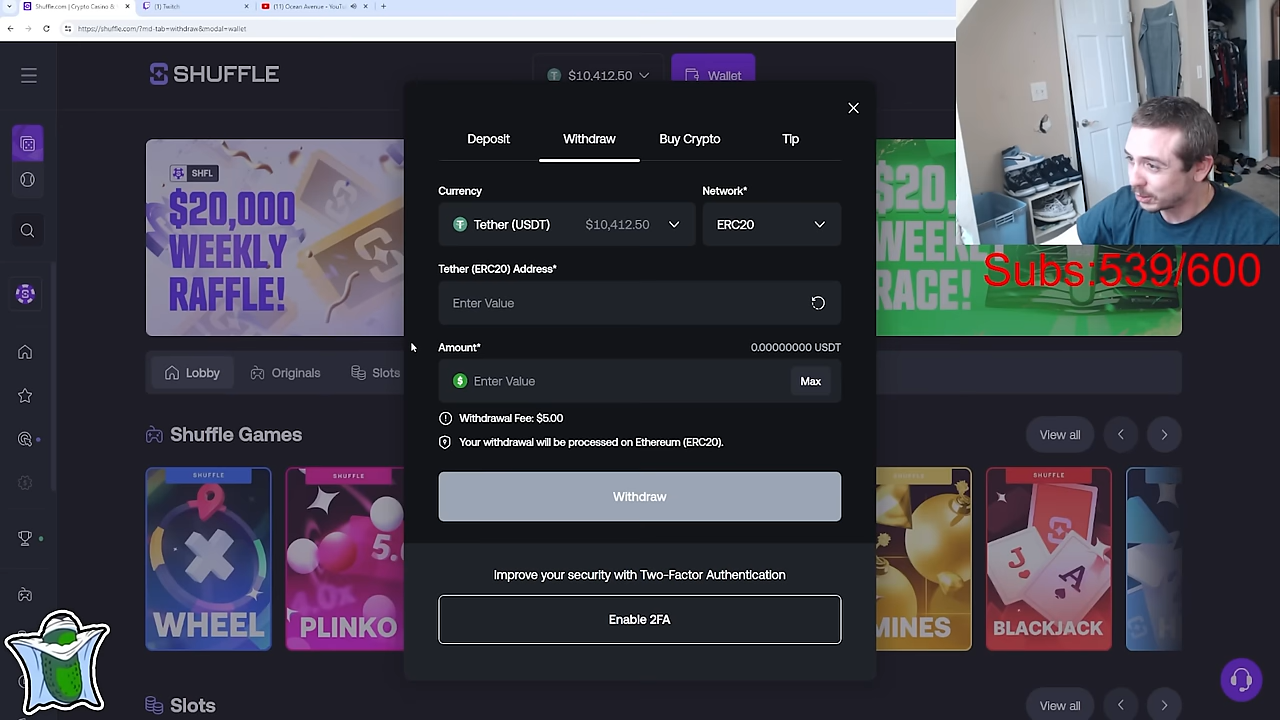 Shuffle.com | Crypto Casino &
(1) Twitch
(11) Ocean Avenue - YouTu
https://shuffle.com/?md-tab=withdraw&modal=wallet
SHUFFLE
$10,412.50
Wallet
Deposit
Withdraw
Buy Crypto
Tip
Currency
Network*
Tether (USDT)
$10,412.50
ERC20
Tether (ERC20) Address*
Enter Value
Amount*
0.00000000 USDT
Enter Value
Max
Withdrawal Fee: $5.00
Your withdrawal will be processed on Ethereum (ERC20).
Withdraw
Improve your security with Two-Factor Authentication
Enable 2FA
SHFL
$20,000
WEEKLY
RAFFLE!
$20,
WEEKL
RACE!
Subs:539/600
Lobby
Originals
Slots
Shuffle Games
View all
SHUFFLE
WHEEL
SHUFFLE
5.
PLINKO
MINES
SHUFFLE
J
A
BLACKJACK
H
Slots
View all